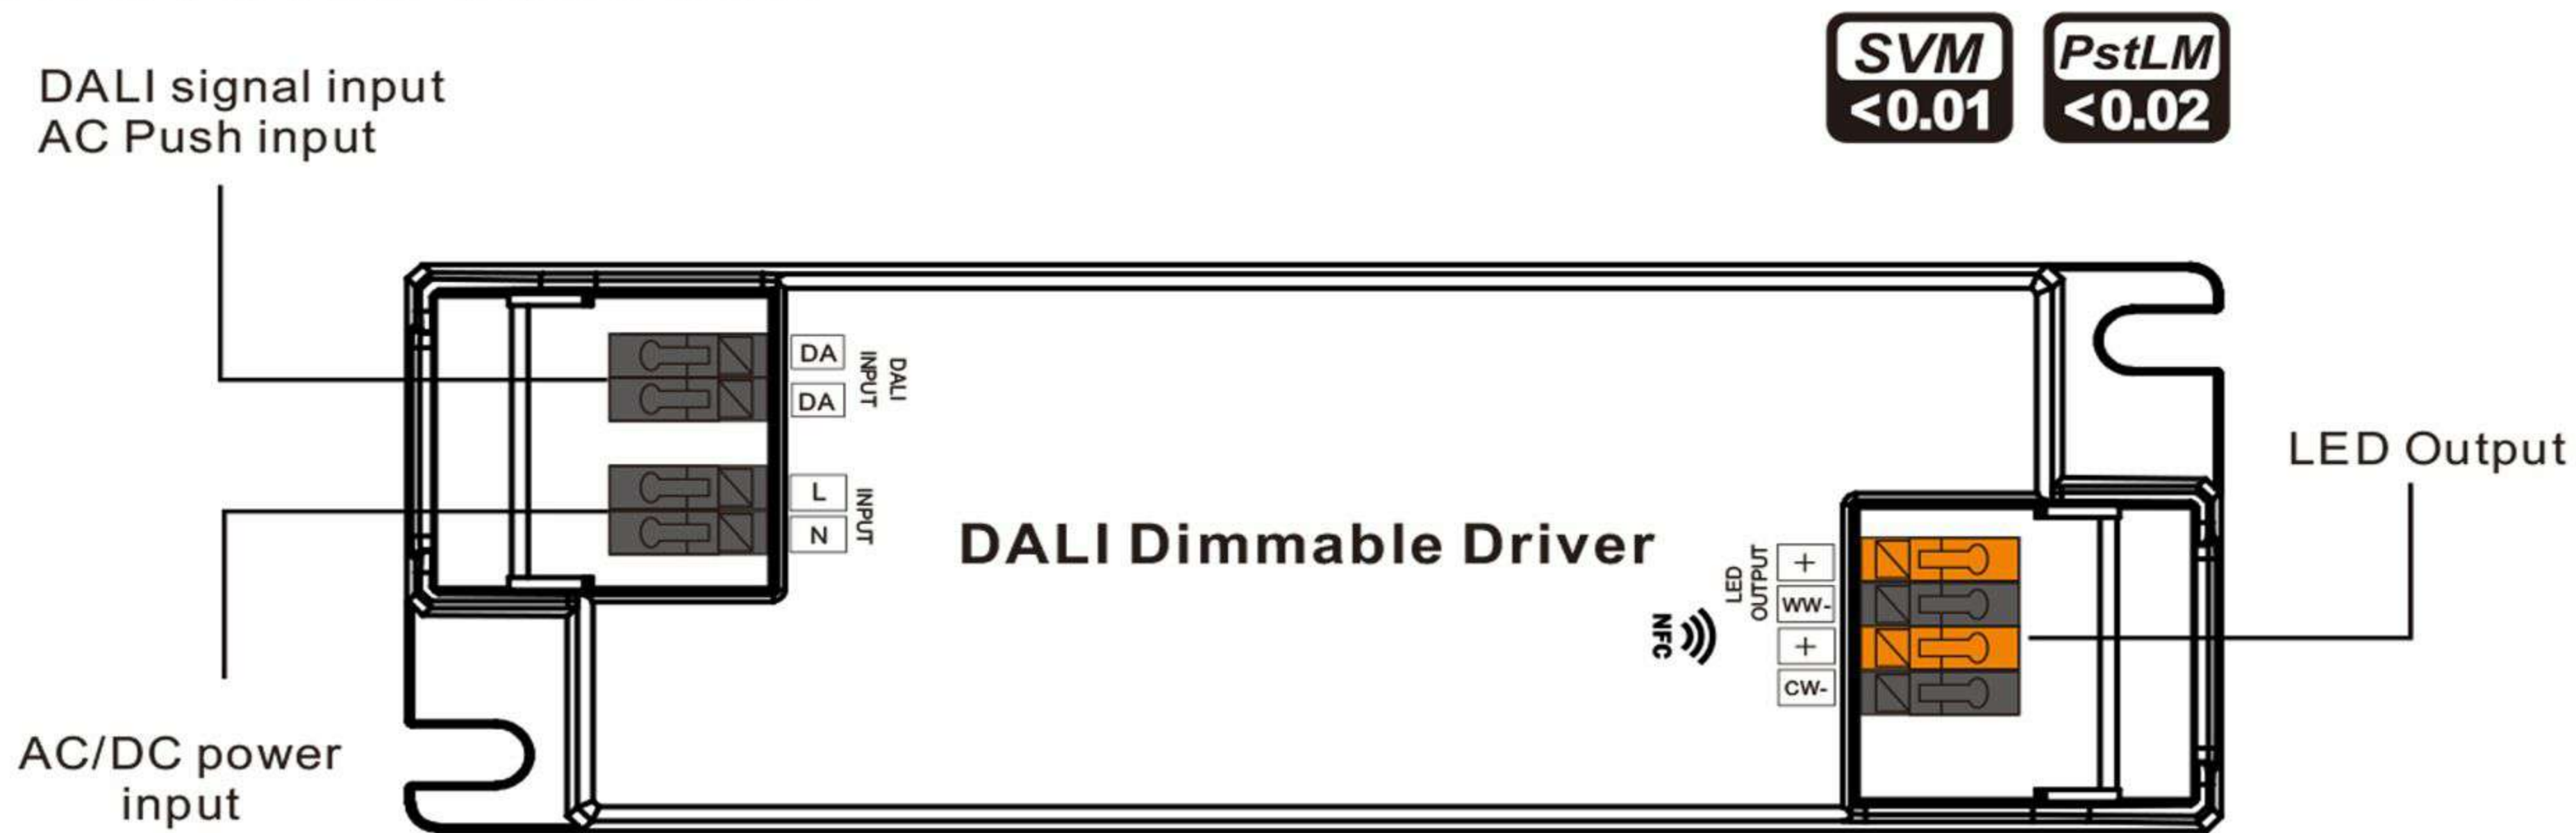 SVM
<0.01
PstLM
<0.02
DALI signal input
AC Push input
DA
DA
DALI
INPUT
L
N
INPUT
DALI Dimmable Driver
NFC
LED
OUTPUT
+
WW-
+
CW-
LED Output
AC/DC power
input